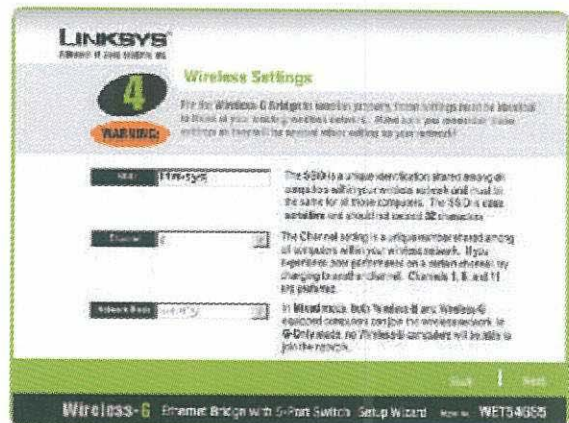 LINKSYS
4
Wireless Settings
WARNING:
For the Wireless-G Bridge to function properly, these settings must be identical
to those of your existing wireless network. Make sure you remember these
settings as they will be needed when setting up your network!
SSID linksys
The SSID is a unique identification shared among all
computers within your wireless network and must be
the same for all those computers. The SSID is case
sensitive and should not exceed 32 characters.
Channel 6
The Channel setting is a unique number shared among
all computers within your wireless network. If you
experience poor performance on a certain channel, try
changing to another channel. Channels 1, 6, and 11
are preferred.
Network Mode
In Mixed mode, both Wireless-B and Wireless-G
equipped computers can join the wireless network. In
G-Only mode, no Wireless-B computers will be able to
join the network.
Back Next
Wireless-G Ethernet Bridge with 5-Port Switch Setup Wizard Model No. WET54GS5